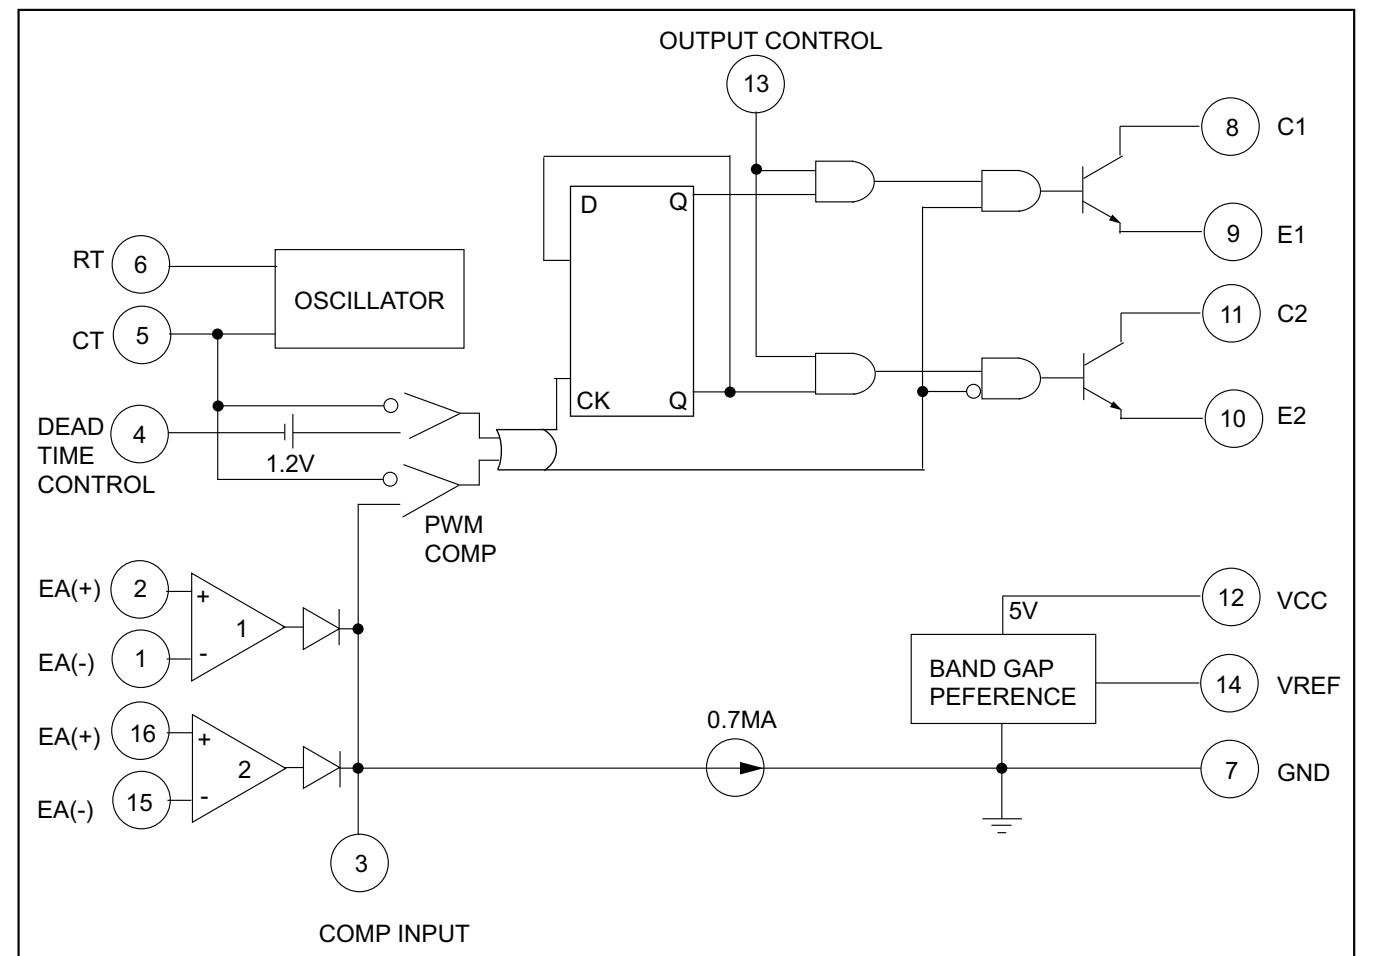 OUTPUT CONTROL
13
8 C1
D Q
9 E1
RT 6
OSCILLATOR
CT 5
11 C2
CK Q
10 E2
DEAD
TIME
CONTROL
4
1.2V
PWM
COMP
EA(+) 2
+
1
-
EA(-) 1
12 VCC
5V
BAND GAP
PEFERENCE
14 VREF
EA(+) 16
+
2
-
EA(-) 15
0.7MA
7 GND
3
COMP INPUT